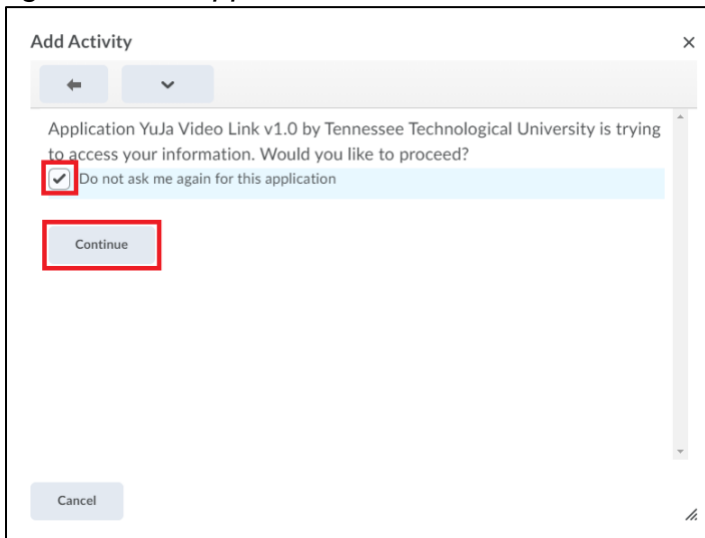 Add Activity
Application YuJa Video Link v1.0 by Tennessee Technological University is trying
to access your information. Would you like to proceed?
Do not ask me again for this application
Continue
Cancel